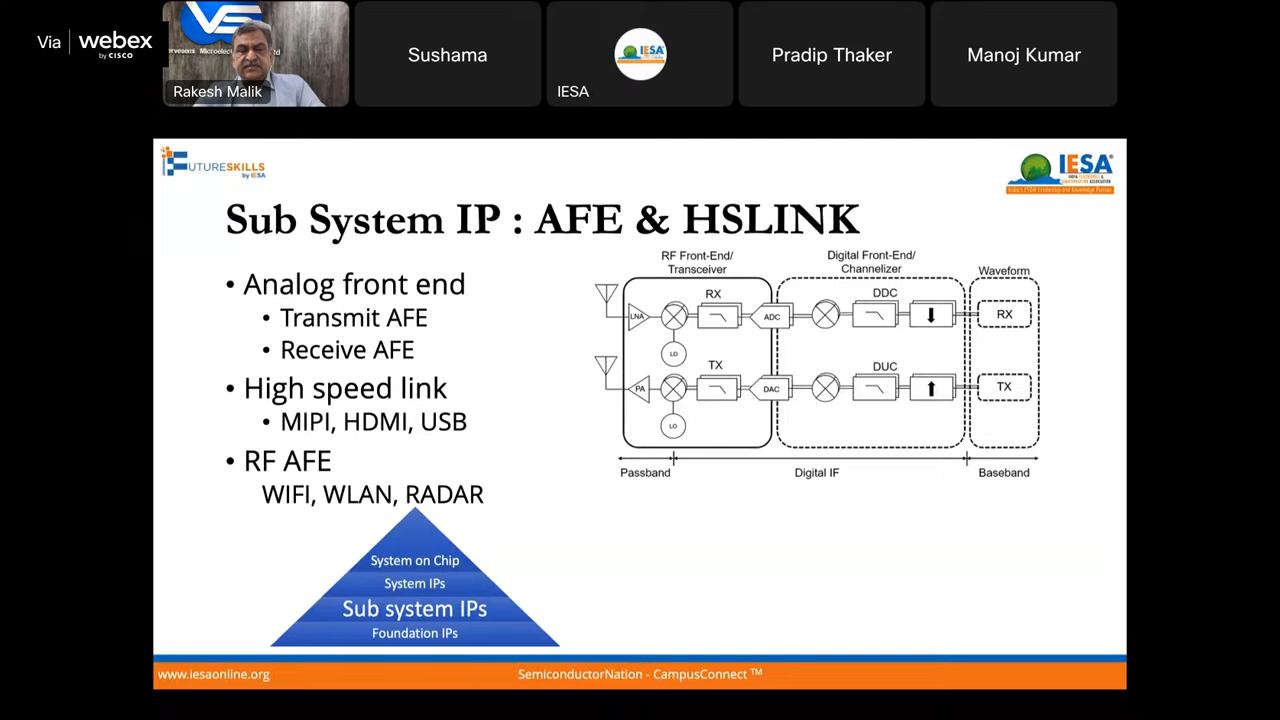 Via webex
by CISCO
Rakesh Malik
Sushama
IESA
IESA
Pradip Thaker
Manoj Kumar
FUTURESKILLS
by IESA
IESA
Sub System IP : AFE & HSLINK
• Analog front end
• Transmit AFE
• Receive AFE
• High speed link
• MIPI, HDMI, USB
• RF AFE
WIFI, WLAN, RADAR
System on Chip
System IPs
Sub system IPs
Foundation IPs
RF Front-End/
Transceiver
Digital Front-End/
Channelizer
Waveform
RX
DDC
LNA
ADC
RX
LO
TX
DUC
PA
DAC
TX
LO
Passband
Digital IF
Baseband
www.iesaonline.org
SemiconductorNation - CampusConnect TM